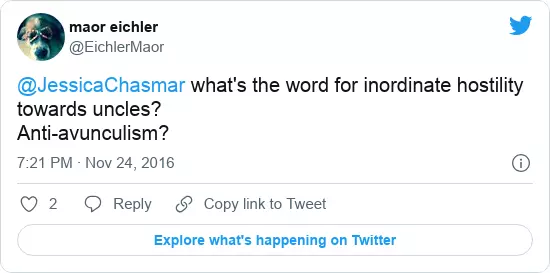 maor eichler
@EichlerMaor
@JessicaChasmar what's the word for inordinate hostility
towards uncles?
Anti-avunculism?
7:21 PM · Nov 24, 2016
2 Reply Copy link to Tweet
Explore what's happening on Twitter